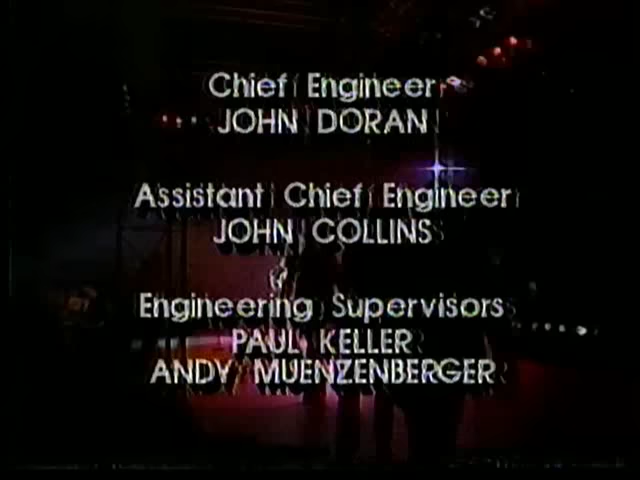 Chief Engineer
JOHN DORAN
Assistant Chief Engineer
JOHN COLLINS
Engineering Supervisors
PAUL KELLER
ANDY MUENZENBERGER